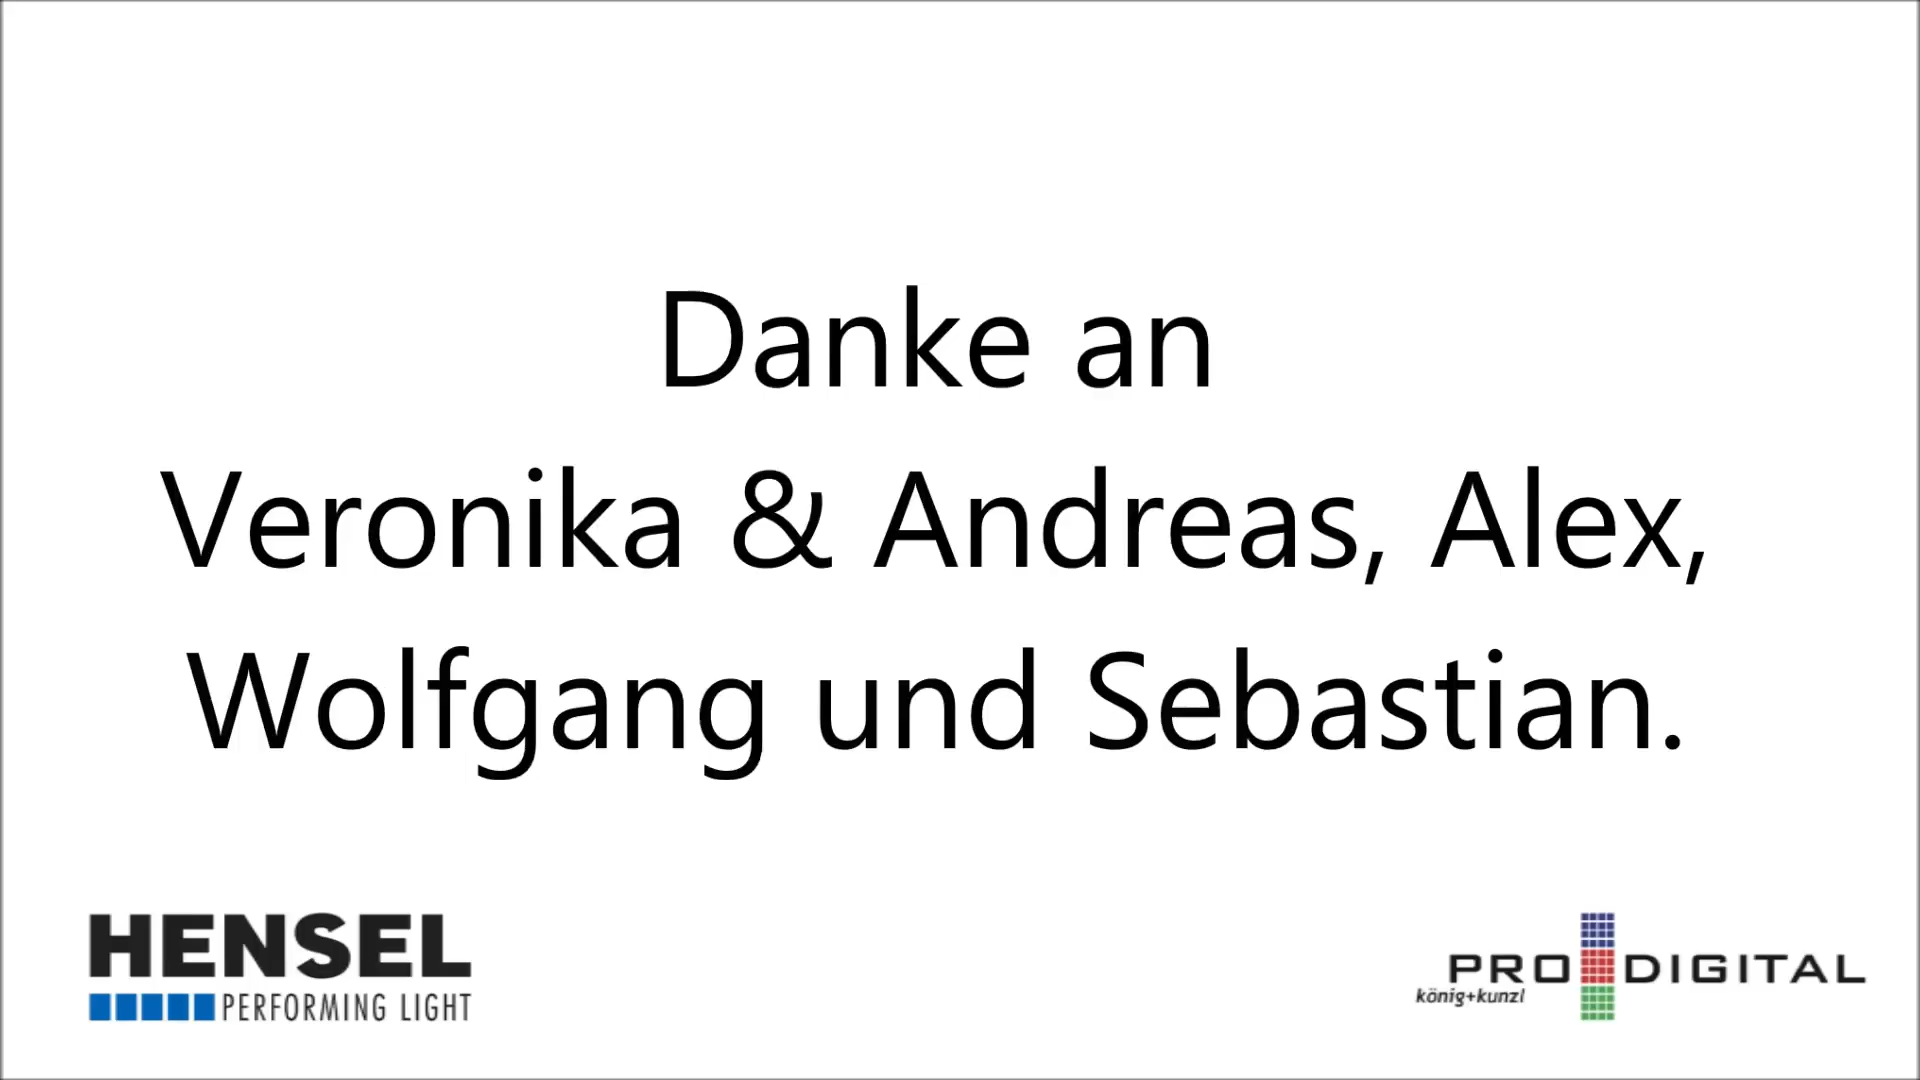 Danke an
Veronika & Andreas, Alex,
Wolfgang und Sebastian.
HENSEL
PERFORMING LIGHT
PRO DIGITAL
könig+kunzl